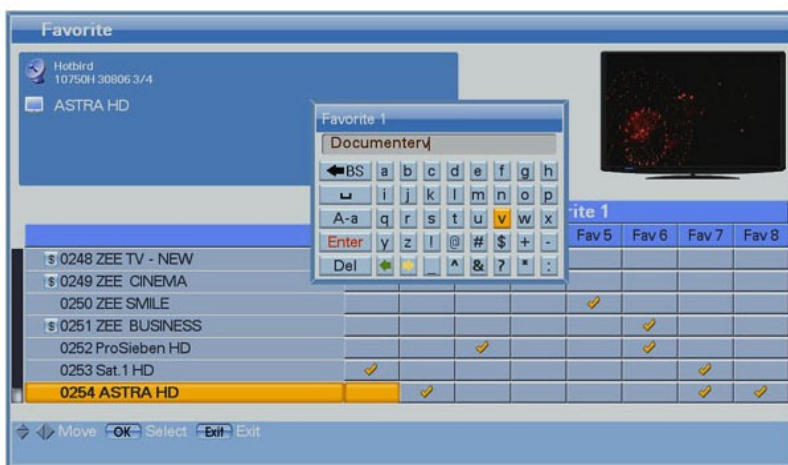 Favorite
Hotbird
10750H 30806 3/4
ASTRA HD
Favorite 1
Documenterv
BS a b c d e f g h
i j k l m n o p
A-a q r s t u v w x
Enter y z ! @ # $ + -
Del _ ^ & ? * :
rite 1
Fav 5 Fav 6 Fav 7 Fav 8
$ 0248 ZEE TV - NEW
$ 0249 ZEE CINEMA
0250 ZEE SMILE
$ 0251 ZEE BUSINESS
0252 ProSieben HD
0253 Sat.1 HD
0254 ASTRA HD
Move OK Select Exit Exit